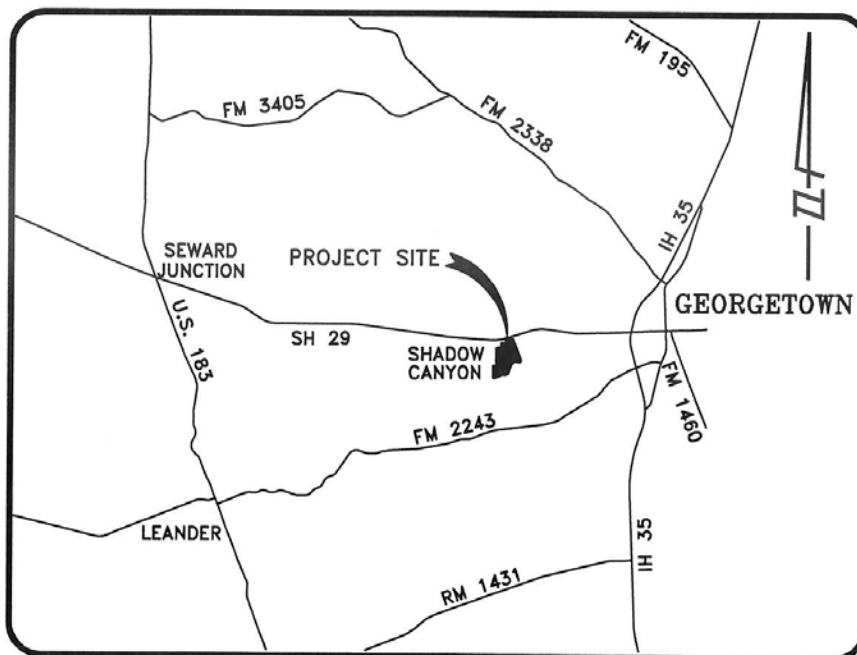 FM 195
FM 3405
FM 2338
IH 35
SEWARD
JUNCTION
PROJECT SITE
GEORGETOWN
U.S. 183
SH 29
SHADOW
CANYON
FM 1460
FM 2243
LEANDER
IH 35
RM 1431